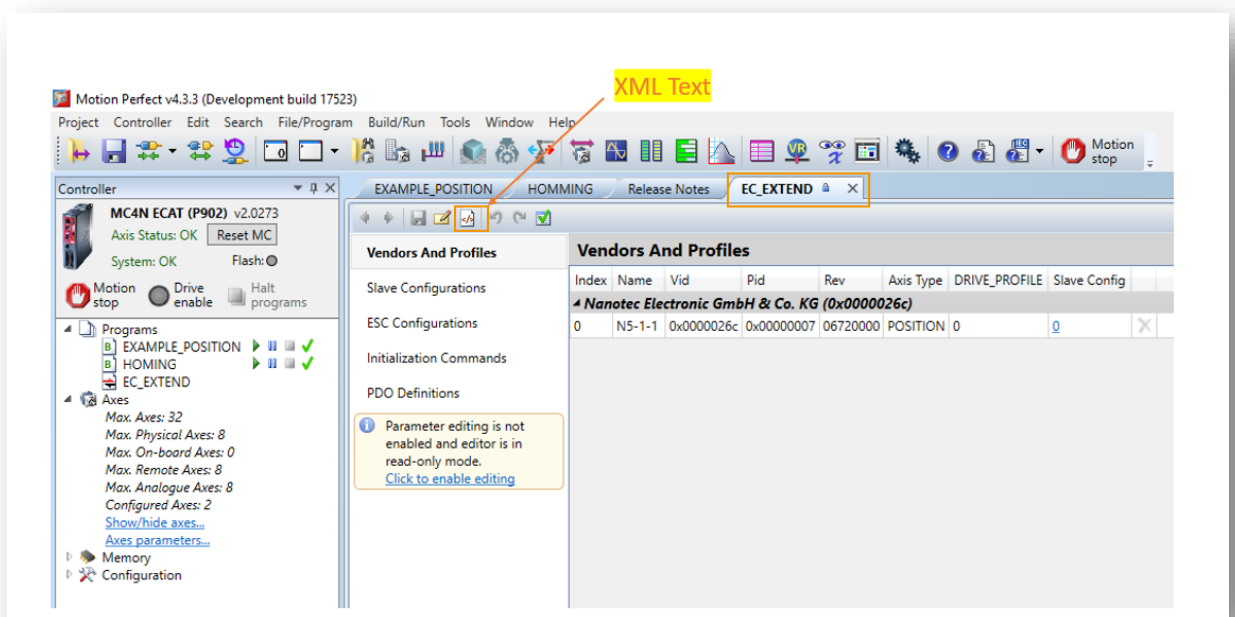 XML Text
Motion Perfect v4.3.3 (Development build 17523)
Project Controller Edit Search File/Program Build/Run Tools Window Help
Motion stop
Controller
MC4N ECAT (P902) v2.0273
Axis Status: OK Reset MC
System: OK Flash:
Motion stop Drive enable Halt programs
Programs
EXAMPLE_POSITION
HOMING
EC_EXTEND
Axes
Max. Axes: 32
Max. Physical Axes: 8
Max. On-board Axes: 0
Max. Remote Axes: 8
Max. Analogue Axes: 8
Configured Axes: 2
Show/hide axes...
Axes parameters...
Memory
Configuration
EXAMPLE_POSITION HOMMING Release Notes EC_EXTEND
Vendors And Profiles
Slave Configurations
ESC Configurations
Initialization Commands
PDO Definitions
Parameter editing is not
enabled and editor is in
read-only mode.
Click to enable editing
Vendors And Profiles
Index Name Vid Pid Rev Axis Type DRIVE_PROFILE Slave Config
Nanotec Electronic GmbH & Co. KG (0x0000026c)
0 N5-1-1 0x0000026c 0x00000007 06720000 POSITION 0 0